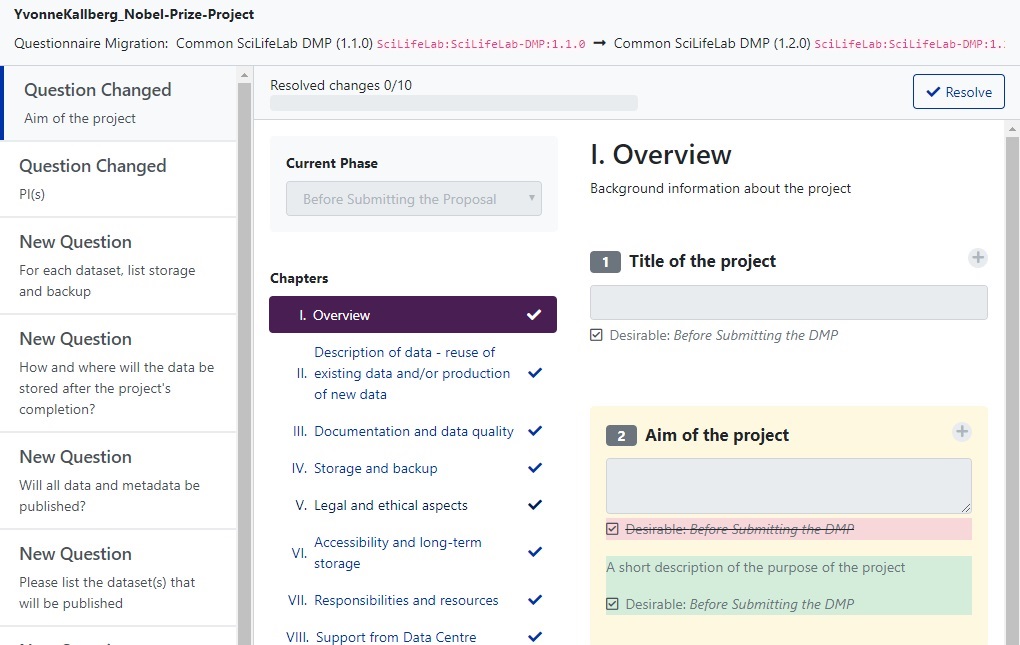 YvonneKallberg_Nobel-Prize-Project
Questionnaire Migration: Common SciLifeLab DMP (1.1.0) SciLifeLab:SciLifeLab-DMP:1.1.0 → Common SciLifeLab DMP (1.2.0) SciLifeLab:SciLifeLab-DMP:1.
Question Changed
Aim of the project
Question Changed
PI(s)
New Question
For each dataset, list storage
and backup
New Question
How and where will the data be
stored after the project's
completion?
New Question
Will all data and metadata be
published?
New Question
Please list the dataset(s) that
will be published
Resolved changes 0/10
Resolve
Current Phase
Before Submitting the Proposal
Chapters
I. Overview
Description of data - reuse of
II. existing data and/or production
of new data
III. Documentation and data quality
IV. Storage and backup
V. Legal and ethical aspects
Accessibility and long-term
VI.
storage
VII. Responsibilities and resources
VIII. Support from Data Centre
I. Overview
Background information about the project
1 Title of the project
Desirable: Before Submitting the DMP
2 Aim of the project
Desirable: Before Submitting the DMP
A short description of the purpose of the project
Desirable: Before Submitting the DMP